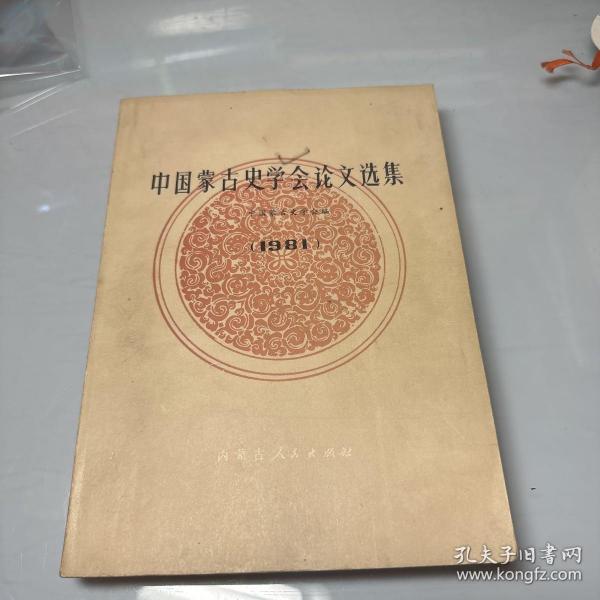 中国蒙古史学会论文选集
中国蒙古史学会编
(1981)
内蒙古人民出版社
孔夫子旧书网
www.kongfz.com